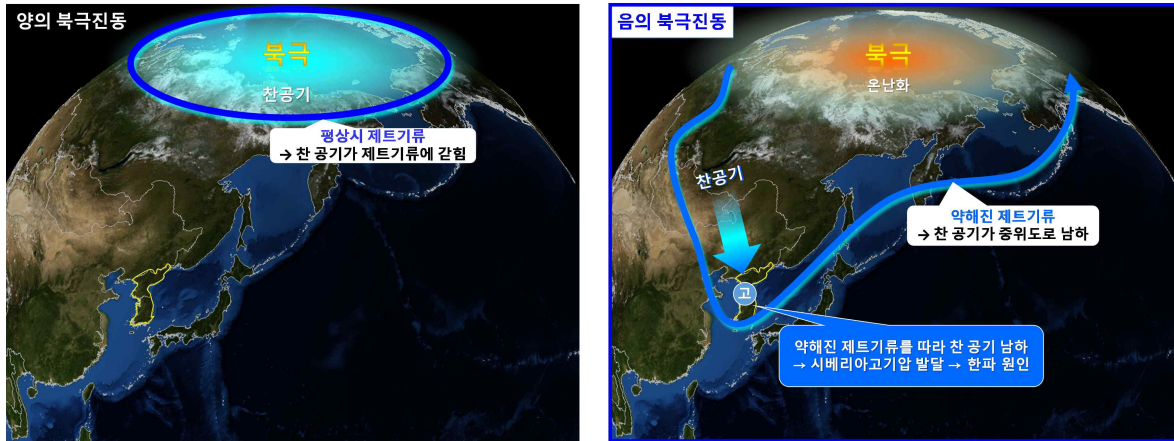 양의 북극진동
북극
찬공기
평상시 제트기류
→ 찬 공기가 제트기류에 갇힘
음의 북극진동
북극
온난화
찬공기
약해진 제트기류
→ 찬 공기가 중위도로 남하
고
약해진 제트기류를 따라 찬 공기 남하
→ 시베리아고기압 발달 → 한파 원인